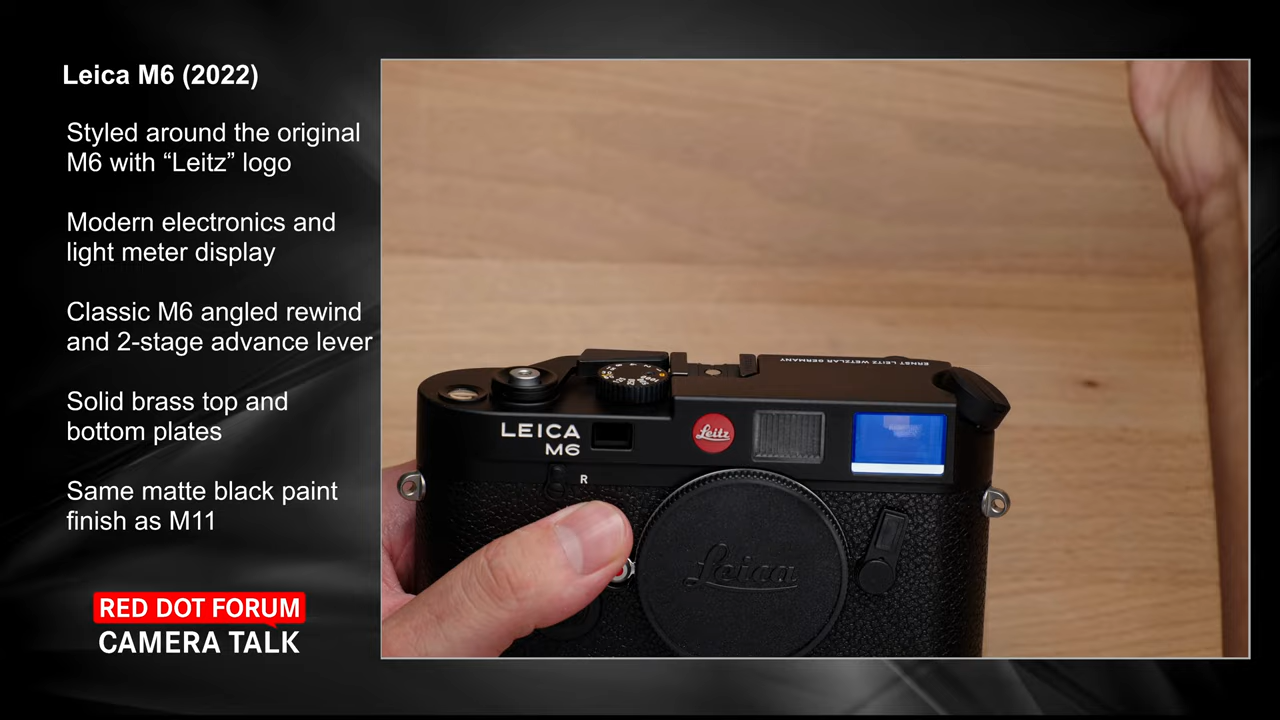 Leica M6 (2022)
Styled around the original
M6 with “Leitz” logo
Modern electronics and
light meter display
Classic M6 angled rewind
and 2-stage advance lever
Solid brass top and
bottom plates
Same matte black paint
finish as M11
RED DOT FORUM
CAMERA TALK
ERNST LEITZ WETZLAR GERMANY
LEICA
M6
Leitz
R
Leica